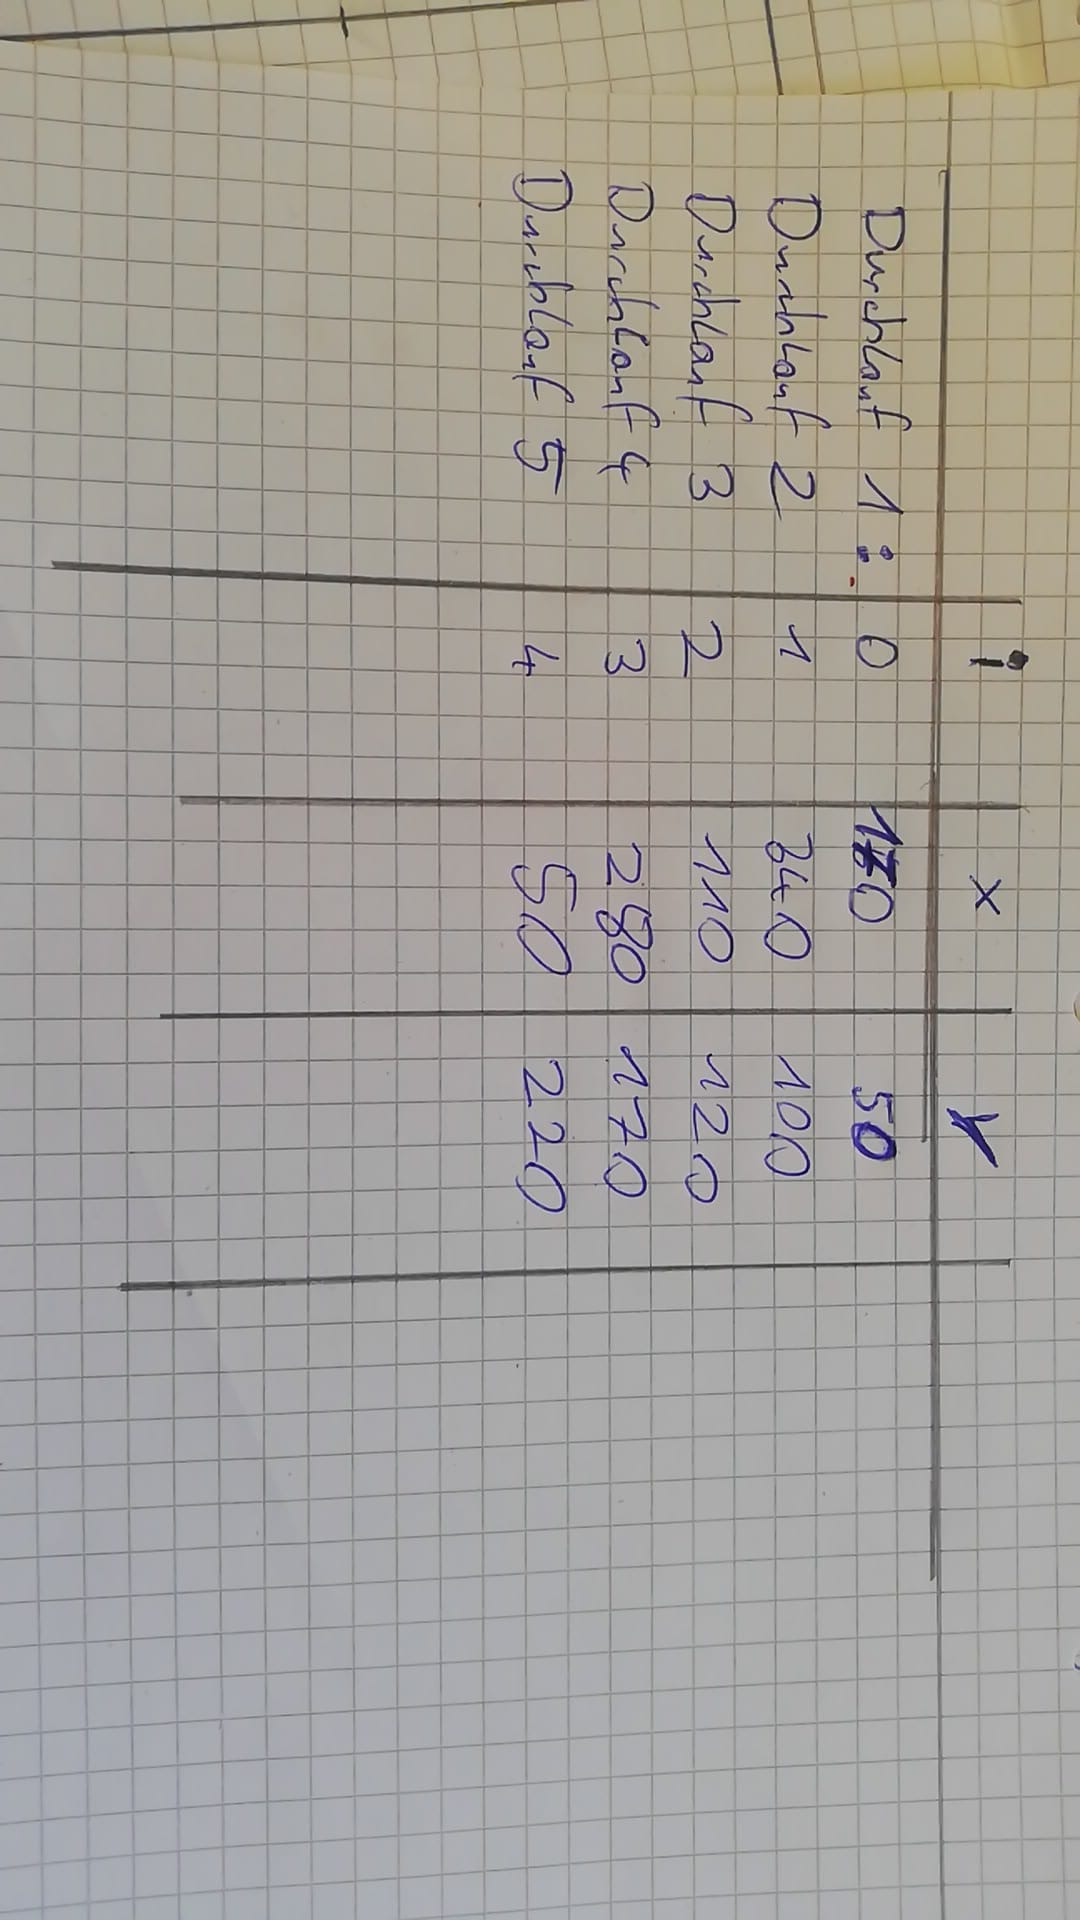 i x Y
Durchlauf 1: 0 50
Durchlauf 2 1 340 100
Durchlauf 3 2 110 120
Durchlauf 4 3 280 170
Durchlauf 5 4 50 220